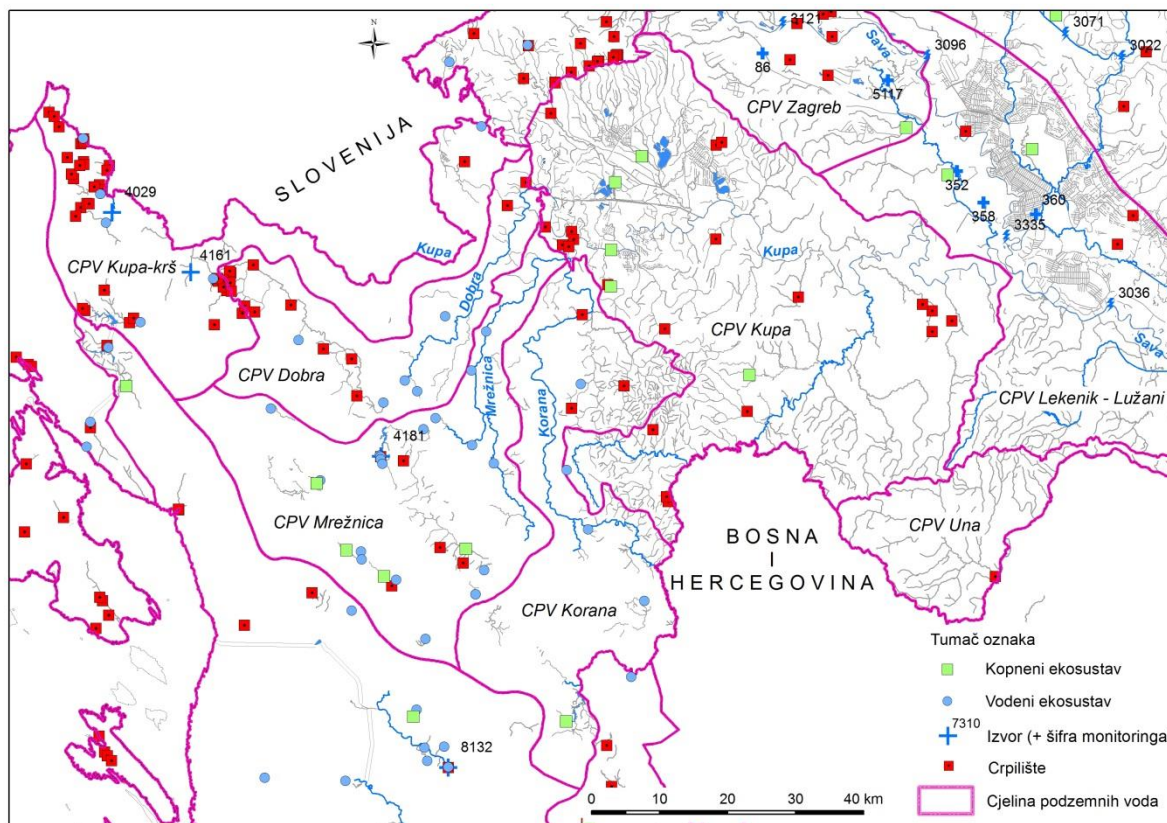 N
3121
3071
86
Sava
3096
3022
5117
CPV Zagreb
SLOVENIJA
4029
352
358
360
3335
4161
CPV Kupa-krš
Kupa
Dobra
Kupa
3036
Sava
CPV Dobra
Mrežnica
Korana
CPV Kupa
CPV Lekenik - Lužani
4181
CPV Mrežnica
CPV Una
BOSNA
I
HERCEGOVINA
CPV Korana
8132
Tumač oznaka
Kopneni ekosustav
Vodeni ekosustav
7310 Izvor (+ šifra monitoringa
Crpilište
Cjelina podzemnih voda
0 10 20 30 40 km